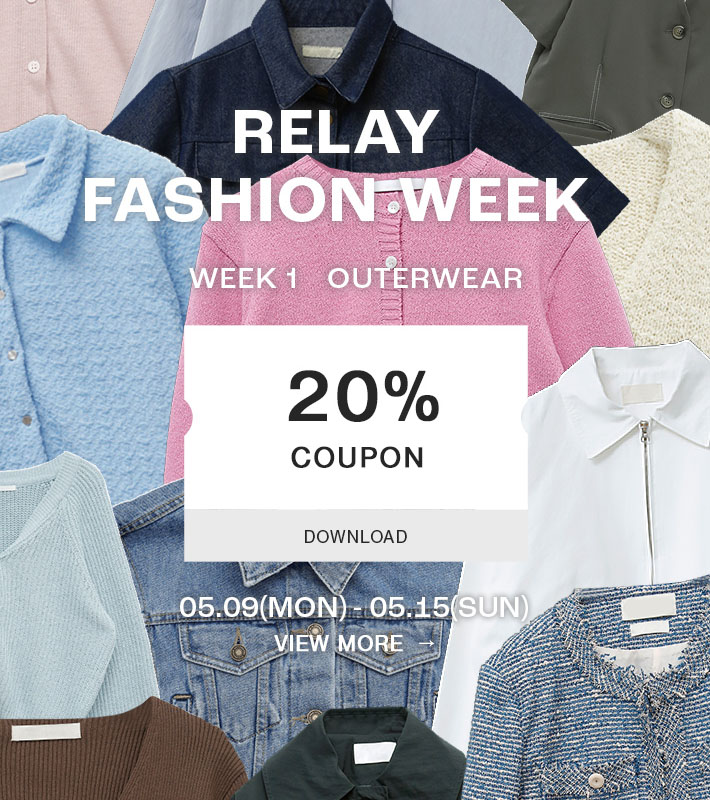 RELAY
FASHION WEEK
WEEK 1 OUTERWEAR
20%
COUPON
DOWNLOAD
05.09(MON) - 05.15(SUN)
VIEW MORE →